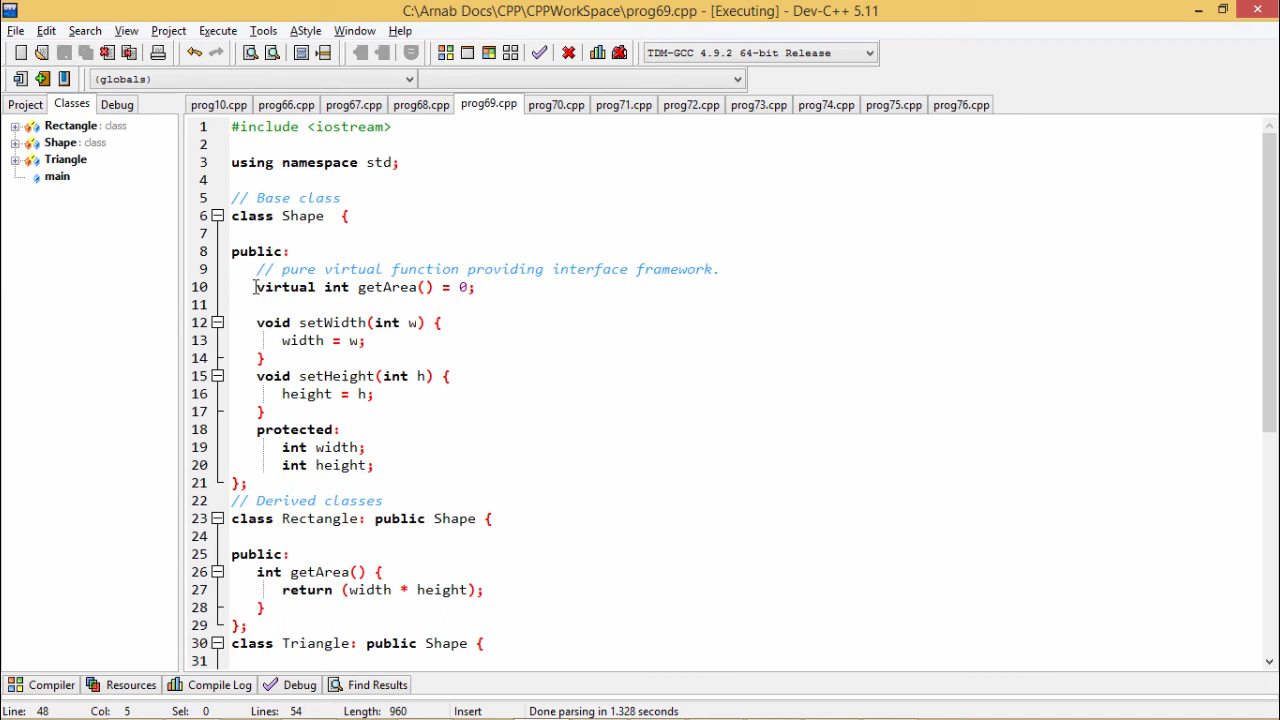 C:\Arnab Docs\CPP\CPPWorkSpace\prog69.cpp - [Executing] - Dev-C++ 5.11
File Edit Search View Project Execute Tools AStyle Window Help
TDM-GCC 4.9.2 64-bit Release
(globals)
Project Classes Debug
prog10.cpp prog66.cpp prog67.cpp prog68.cpp prog69.cpp prog70.cpp prog71.cpp prog72.cpp prog73.cpp prog74.cpp prog75.cpp prog76.cpp
Rectangle : class
Shape : class
Triangle
main
1 #include <iostream>
2
3 using namespace std;
4
5 // Base class
6 class Shape  {
7
8 public:
9    // pure virtual function providing interface framework.
10    virtual int getArea() = 0;
11
12    void setWidth(int w) {
13       width = w;
14    }
15    void setHeight(int h) {
16       height = h;
17    }
18    protected:
19       int width;
20       int height;
21 };
22 // Derived classes
23 class Rectangle: public Shape {
24
25 public:
26    int getArea() {
27       return (width * height);
28    }
29 };
30 class Triangle: public Shape {
31
Compiler Resources Compile Log Debug Find Results
Line: 48 Col: 5 Sel: 0 Lines: 54 Length: 960 Insert Done parsing in 1.328 seconds